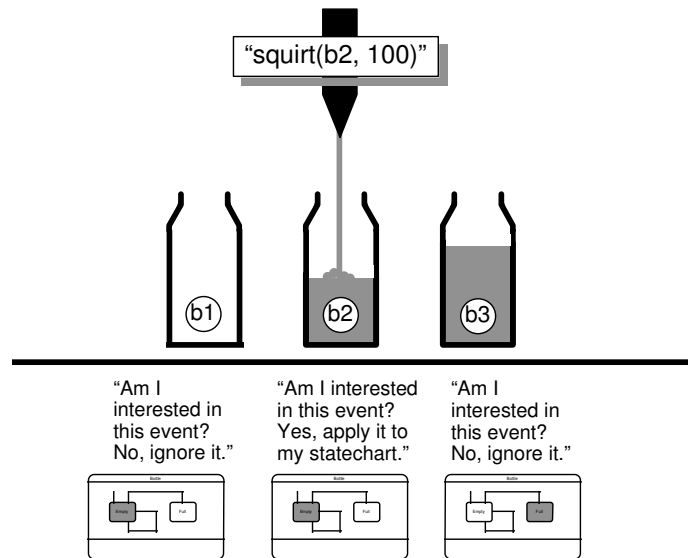 “squirt(b2, 100)”
b1
b2
b3
“Am I
interested in
this event?
No, ignore it.”
“Am I interested
in this event?
Yes, apply it to
my statechart.”
“Am I
interested in
this event?
No, ignore it.”
Bottle
Empty
Full
Bottle
Empty
Full
Bottle
Empty
Full